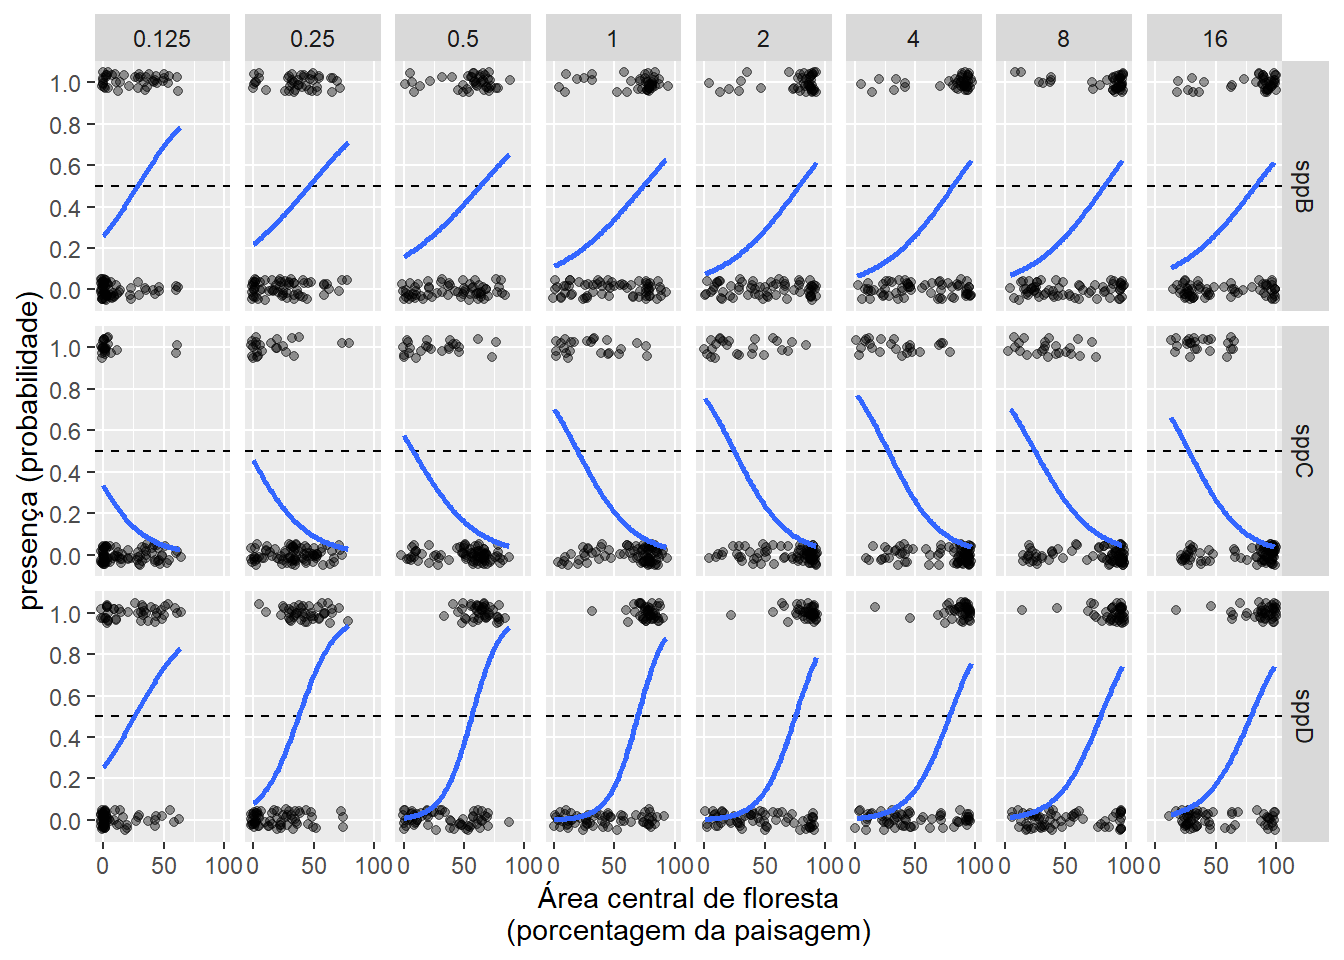 0.125 0.25 0.5 1 2 4 8 16
1.0
0.8
0.6
0.4
0.2
0.0
sppB
1.0
0.8
0.6
0.4
0.2
0.0
sppC
1.0
0.8
0.6
0.4
0.2
0.0
sppD
presença (probabilidade)
0 50 100 0 50 100 0 50 100 0 50 100 0 50 100 0 50 100 0 50 100 0 50 100
Área central de floresta
(porcentagem da paisagem)